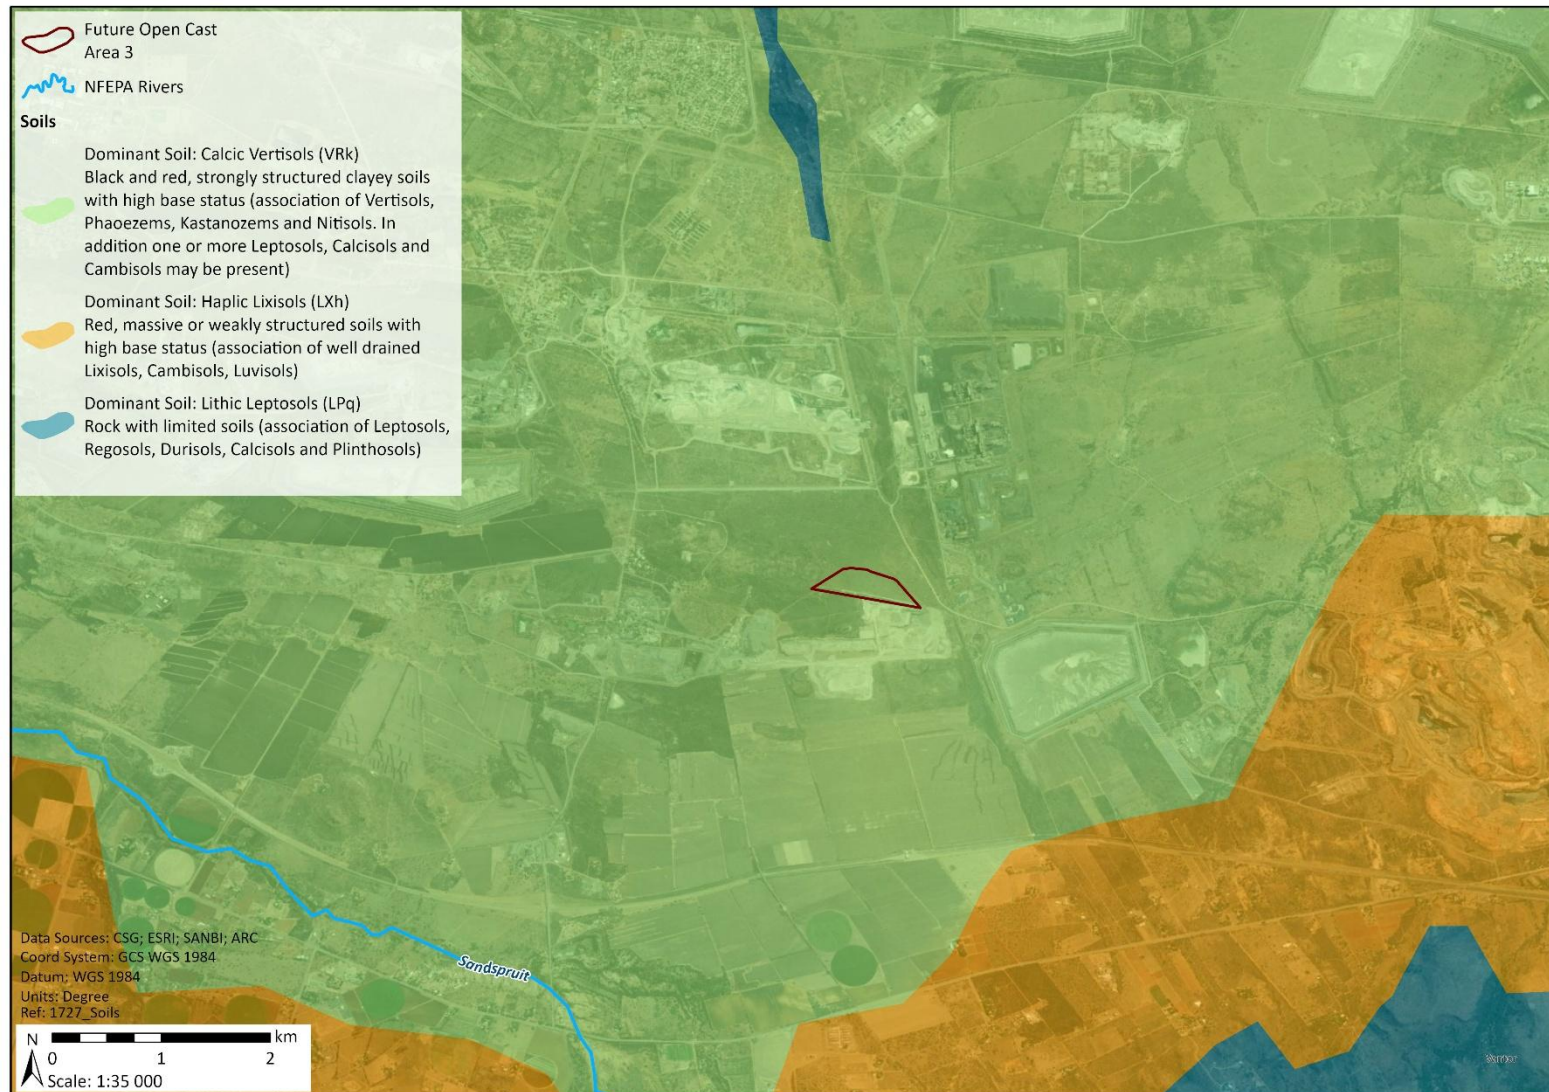 Future Open Cast
Area 3
NFEPA Rivers
Soils
Dominant Soil: Calcic Vertisols (VRk)
Black and red, strongly structured clayey soils
with high base status (association of Vertisols,
Phaoezems, Kastanozems and Nitisols. In
addition one or more Leptosols, Calcisols and
Cambisols may be present)
Dominant Soil: Haplic Lixisols (LXh)
Red, massive or weakly structured soils with
high base status (association of well drained
Lixisols, Cambisols, Luvisols)
Dominant Soil: Lithic Leptosols (LPq)
Rock with limited soils (association of Leptosols,
Regosols, Durisols, Calcisols and Plinthosols)
Sandspruit
Data Sources: CSG; ESRI; SANBI; ARC
Coord System: GCS WGS 1984
Datum: WGS 1984
Units: Degree
Ref: 1727_Soils
N
km
0 1 2
Scale: 1:35 000